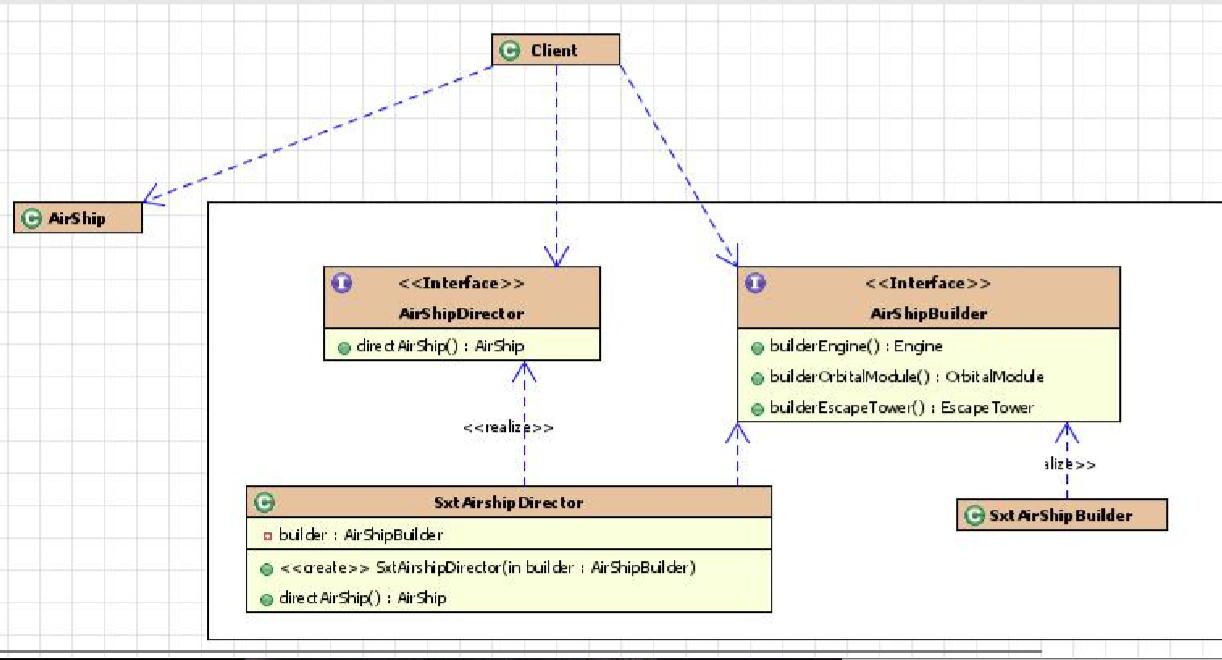 Client
AirShip
<<Interface>>
AirShipDirector
directAirShip() : AirShip
<<Interface>>
AirShipBuilder
builderEngine() : Engine
builderOrbitalModule() : OrbitalModule
builderEscapeTower() : EscapeTower
<<realize>>
alize>>
SxtAirshipDirector
builder : AirShipBuilder
<<create>> SxtAirshipDirector(in builder : AirShipBuilder)
directAirShip() : AirShip
SxtAirShipBuilder